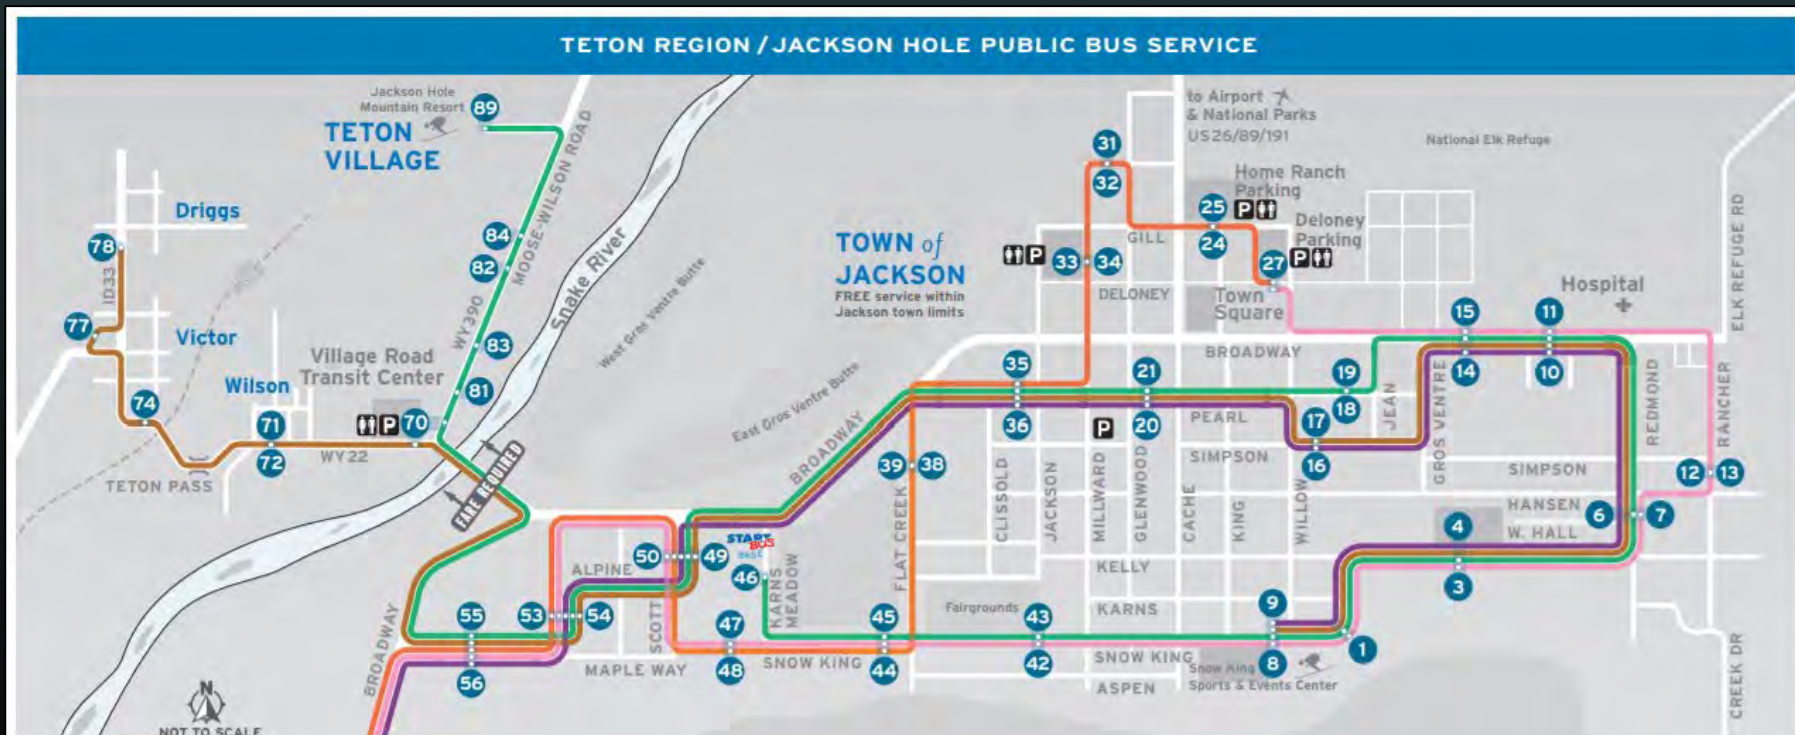 TETON REGION / JACKSON HOLE PUBLIC BUS SERVICE
Jackson Hole
Mountain Resort
89
TETON
VILLAGE
MOOSE-WILSON ROAD
84
82
WY390
83
81
Snake River
West Gros Ventre Butte
East Gros Ventre Butte
Driggs
78
ID33
77
Victor
74
Wilson
71
72
WY22
TETON PASS
Village Road
Transit Center
P
70
FARE REQUIRED
TOWN of
JACKSON
FREE service within
Jackson town limits
to Airport
& National Parks
US26/89/191
National Elk Refuge
31
32
Home Ranch
Parking
25
P
24
GILL
Deloney
Parking
27
P
P
33
34
DELONEY
Town
Square
Hospital
ELK REFUGE RD
15
11
BROADWAY
14
10
35
36
21
20
19
18
17
16
PEARL
JEAN
GROS VENTRE
REDMOND
RANCHER
BROADWAY
P
SIMPSON
SIMPSON
12
13
39
38
FLAT CREEK
CLISSOLD
JACKSON
MILLWARD
GLENWOOD
CACHE
KING
WILLOW
HANSEN
W. HALL
6
7
4
3
START
BUS
BASE
50
49
46
KARNS
MEADOW
ALPINE
SCOTT
KELLY
KARNS
Fairgrounds
9
8
1
BROADWAY
55
56
53
54
47
48
45
44
43
42
MAPLE WAY
SNOW KING
SNOW KING
ASPEN
Snow King
Sports & Events Center
CREEK DR
N
NOT TO SCALE